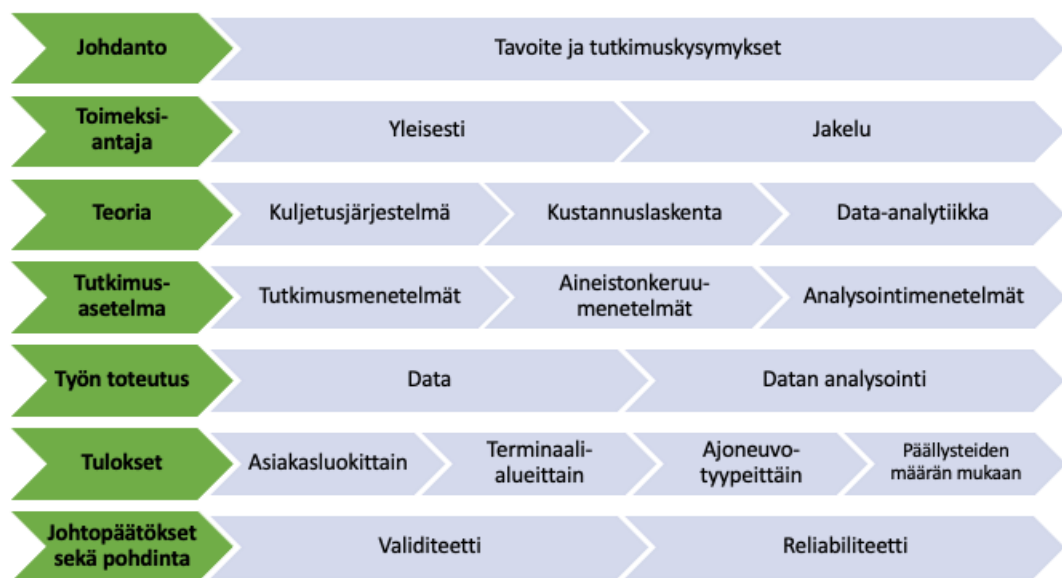 Johdanto
Tavoite ja tutkimuskysymykset
Toimeksi-
antaja
Yleisesti
Jakelu
Teoria
Kuljetusjärjestelmä
Kustannuslaskenta
Data-analytiikka
Tutkimus-
asetelma
Tutkimusmenetelmät
Aineistonkeruu-
menetelmät
Analysointimenetelmät
Työn toteutus
Data
Datan analysointi
Tulokset
Asiakasluokittain
Terminaali-
alueittain
Ajoneuvo-
tyypeittäin
Päällysteiden
määrän mukaan
Johtopäätökset
sekä pohdinta
Validiteetti
Reliabiliteetti